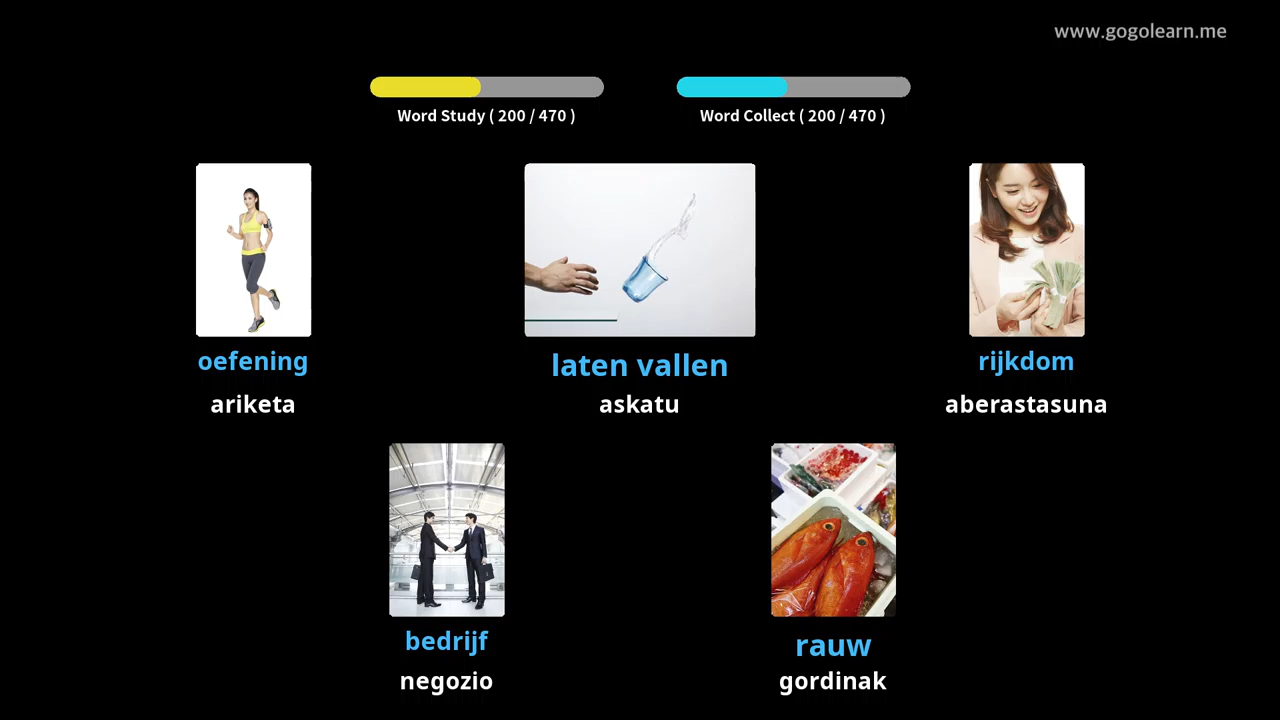 www.gogolearn.me
Word Study ( 200 / 470 )
Word Collect ( 200 / 470 )
oefening
ariketa
laten vallen
askatu
rijkdom
aberastasuna
bedrijf
negozio
rauw
gordinak